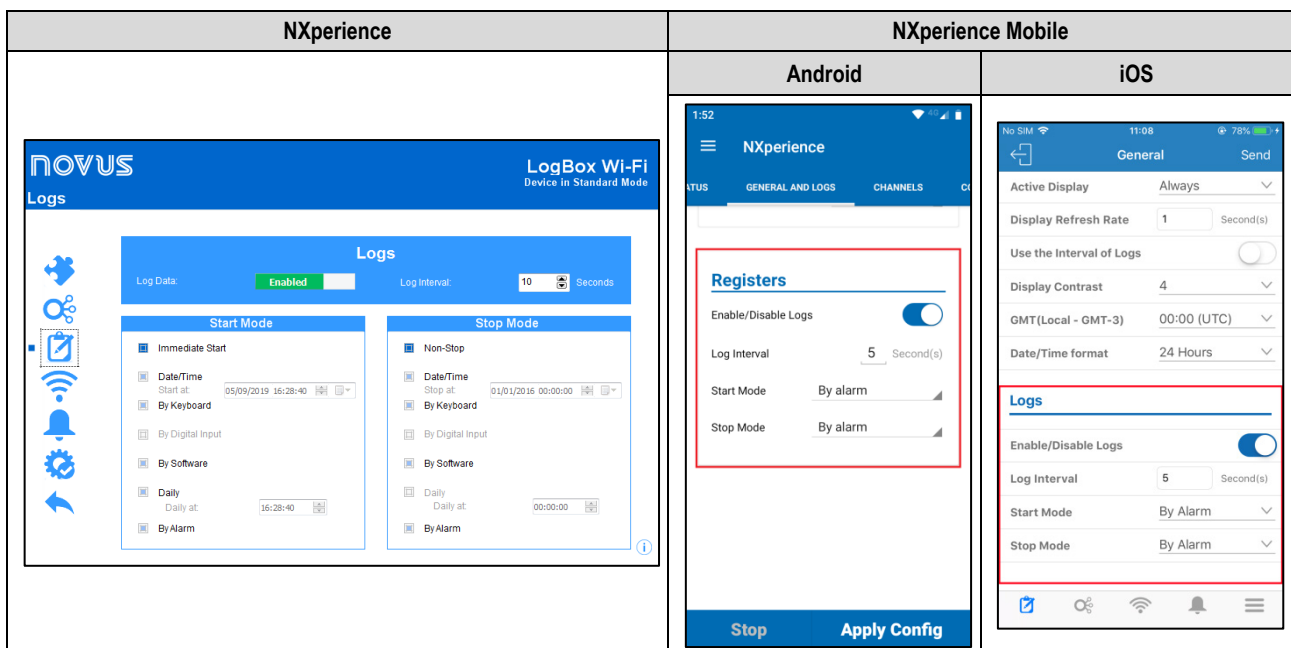 NXperience
NXperience Mobile
Android
iOS
NOVUS
LogBox Wi-Fi
Device in Standard Mode
Logs
Logs
Log Data:
Enabled
Log Interval:
10
Seconds
Start Mode
Immediate Start
Date/Time
Start at:
05/09/2019 16:28:40
By Keyboard
By Digital Input
By Software
Daily
Daily at:
16:28:40
By Alarm
Stop Mode
Non-Stop
Date/Time
Stop at:
01/01/2016 00:00:00
By Keyboard
By Digital Input
By Software
Daily
Daily at:
00:00:00
By Alarm
1:52
4G
NXperience
ATUS GENERAL AND LOGS CHANNELS CO
Registers
Enable/Disable Logs
Log Interval 5 Second(s)
Start Mode By alarm
Stop Mode By alarm
Stop Apply Config
No SIM 11:08 78%
General Send
Active Display Always
Display Refresh Rate 1 Second(s)
Use the Interval of Logs
Display Contrast 4
GMT(Local - GMT-3) 00:00 (UTC)
Date/Time format 24 Hours
Logs
Enable/Disable Logs
Log Interval 5 Second(s)
Start Mode By Alarm
Stop Mode By Alarm